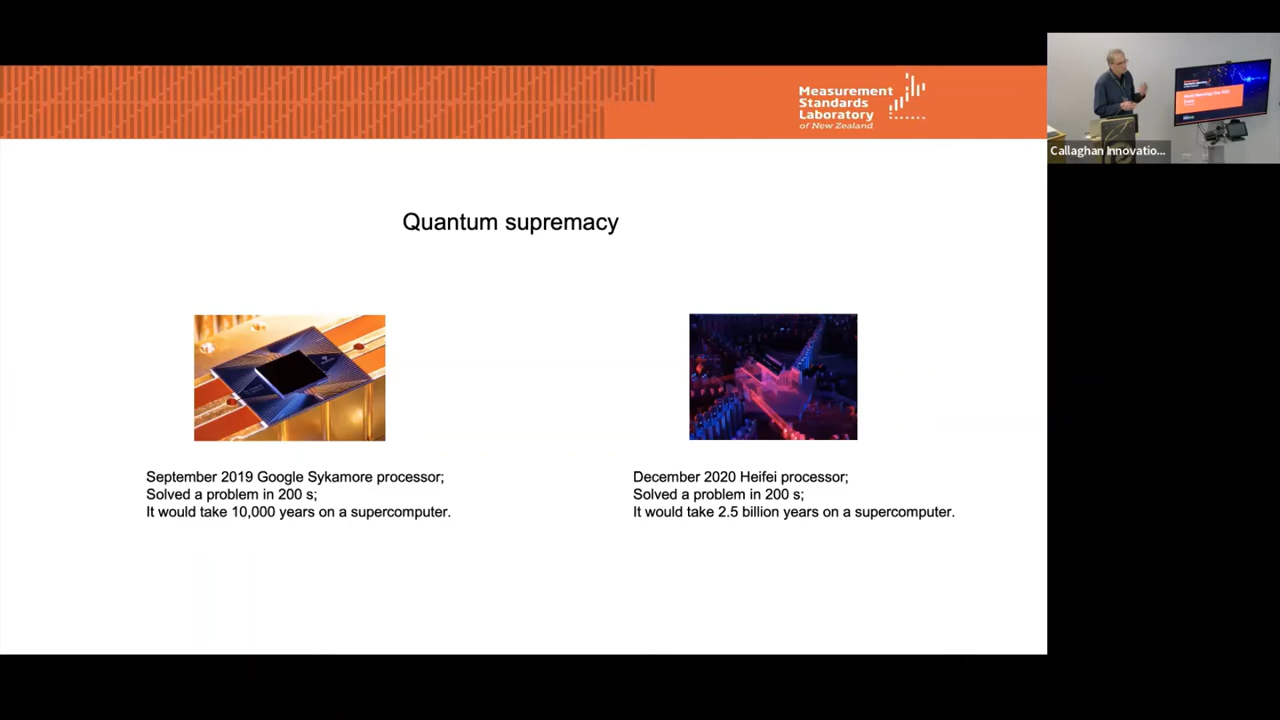 Measurement
Standards
Laboratory
of New Zealand
Callaghan Innovatio...
Quantum supremacy
September 2019 Google Sykamore processor;
Solved a problem in 200 s;
It would take 10,000 years on a supercomputer.
December 2020 Heifei processor;
Solved a problem in 200 s;
It would take 2.5 billion years on a supercomputer.